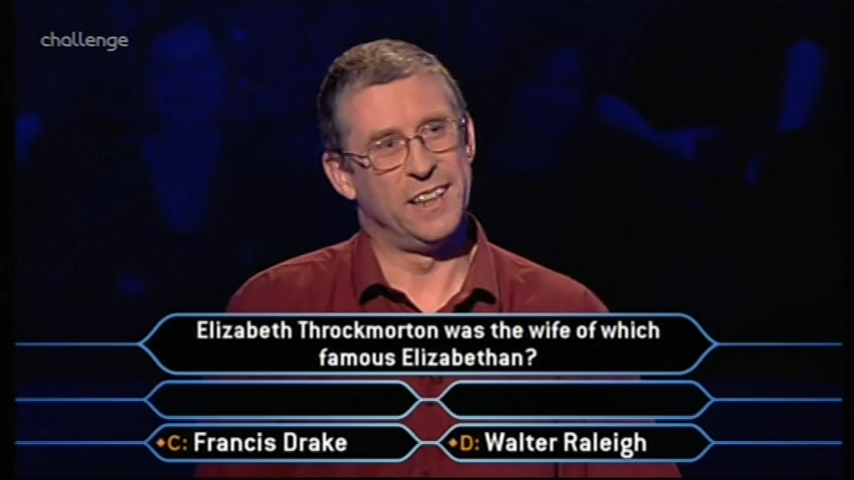 challenge
Elizabeth Throckmorton was the wife of which
famous Elizabethan?
C: Francis Drake
D: Walter Raleigh